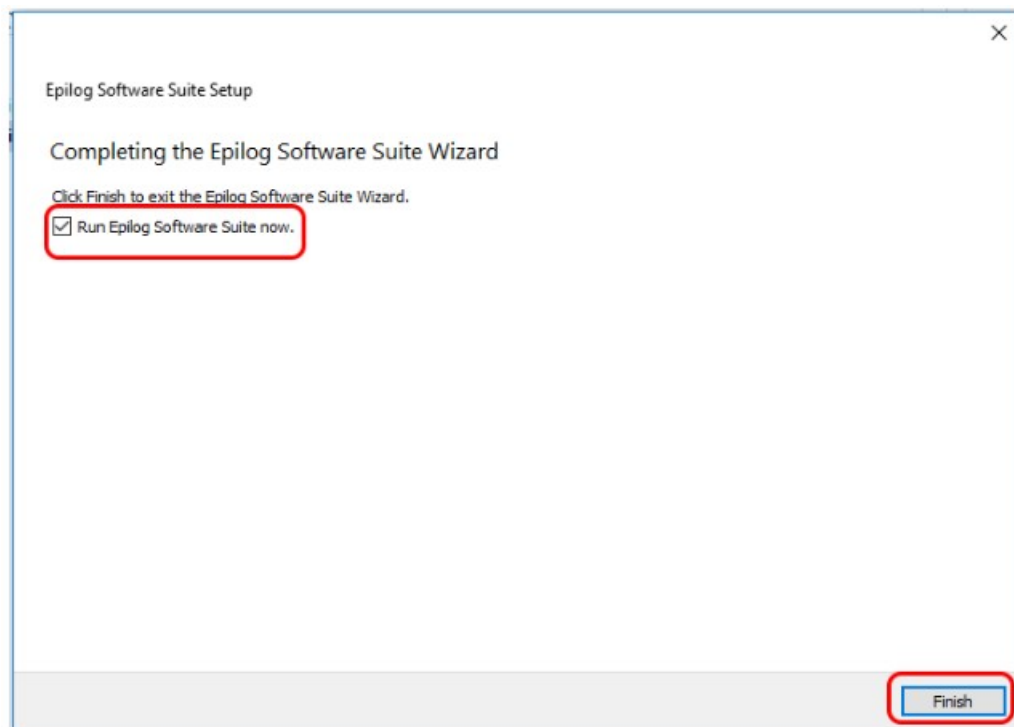 Epilog Software Suite Setup
Completing the Epilog Software Suite Wizard
Click Finish to exit the Epilog Software Suite Wizard.
Run Epilog Software Suite now.
Finish